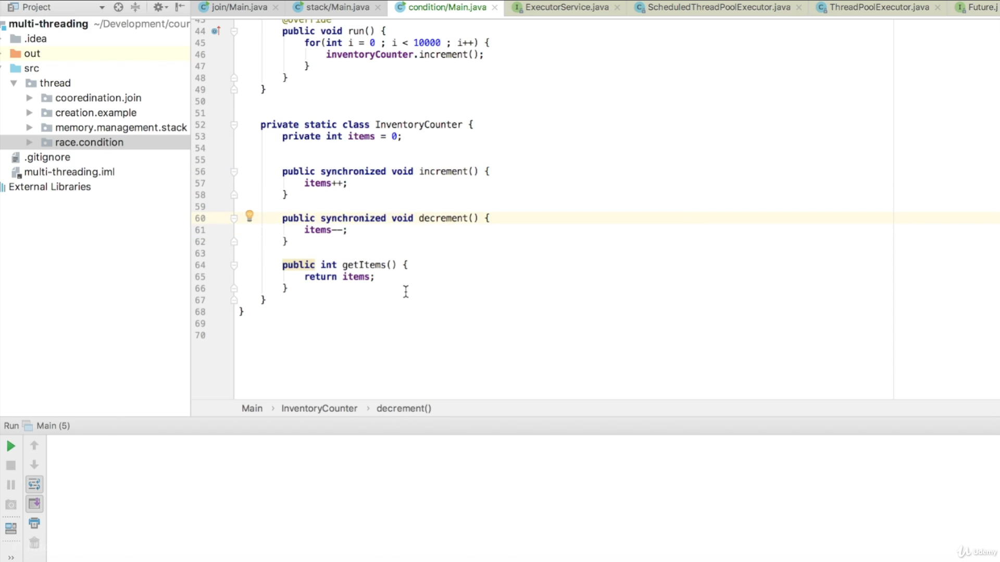 Project
join/Main.java
stack/Main.java
condition/Main.java
ExecutorService.java
ScheduledThreadPoolExecutor.java
ThreadPoolExecutor.java
Future.j
multi-threading ~/Development/cour
.idea
out
src
thread
cooredination.join
creation.example
memory.management.stack
race.condition
.gitignore
multi-threading.iml
External Libraries
43 @Override
44 public void run() {
45 for(int i = 0 ; i < 10000 ; i++) {
46 inventoryCounter.increment();
47 }
48 }
49 }
50
51
52 private static class InventoryCounter {
53 private int items = 0;
54
55
56 public synchronized void increment() {
57 items++;
58 }
59
60 public synchronized void decrement() {
61 items--;
62 }
63
64 public int getItems() {
65 return items;
66 }
67 }
68 }
69
70
Main › InventoryCounter › decrement()
Run Main (5)
Udemy